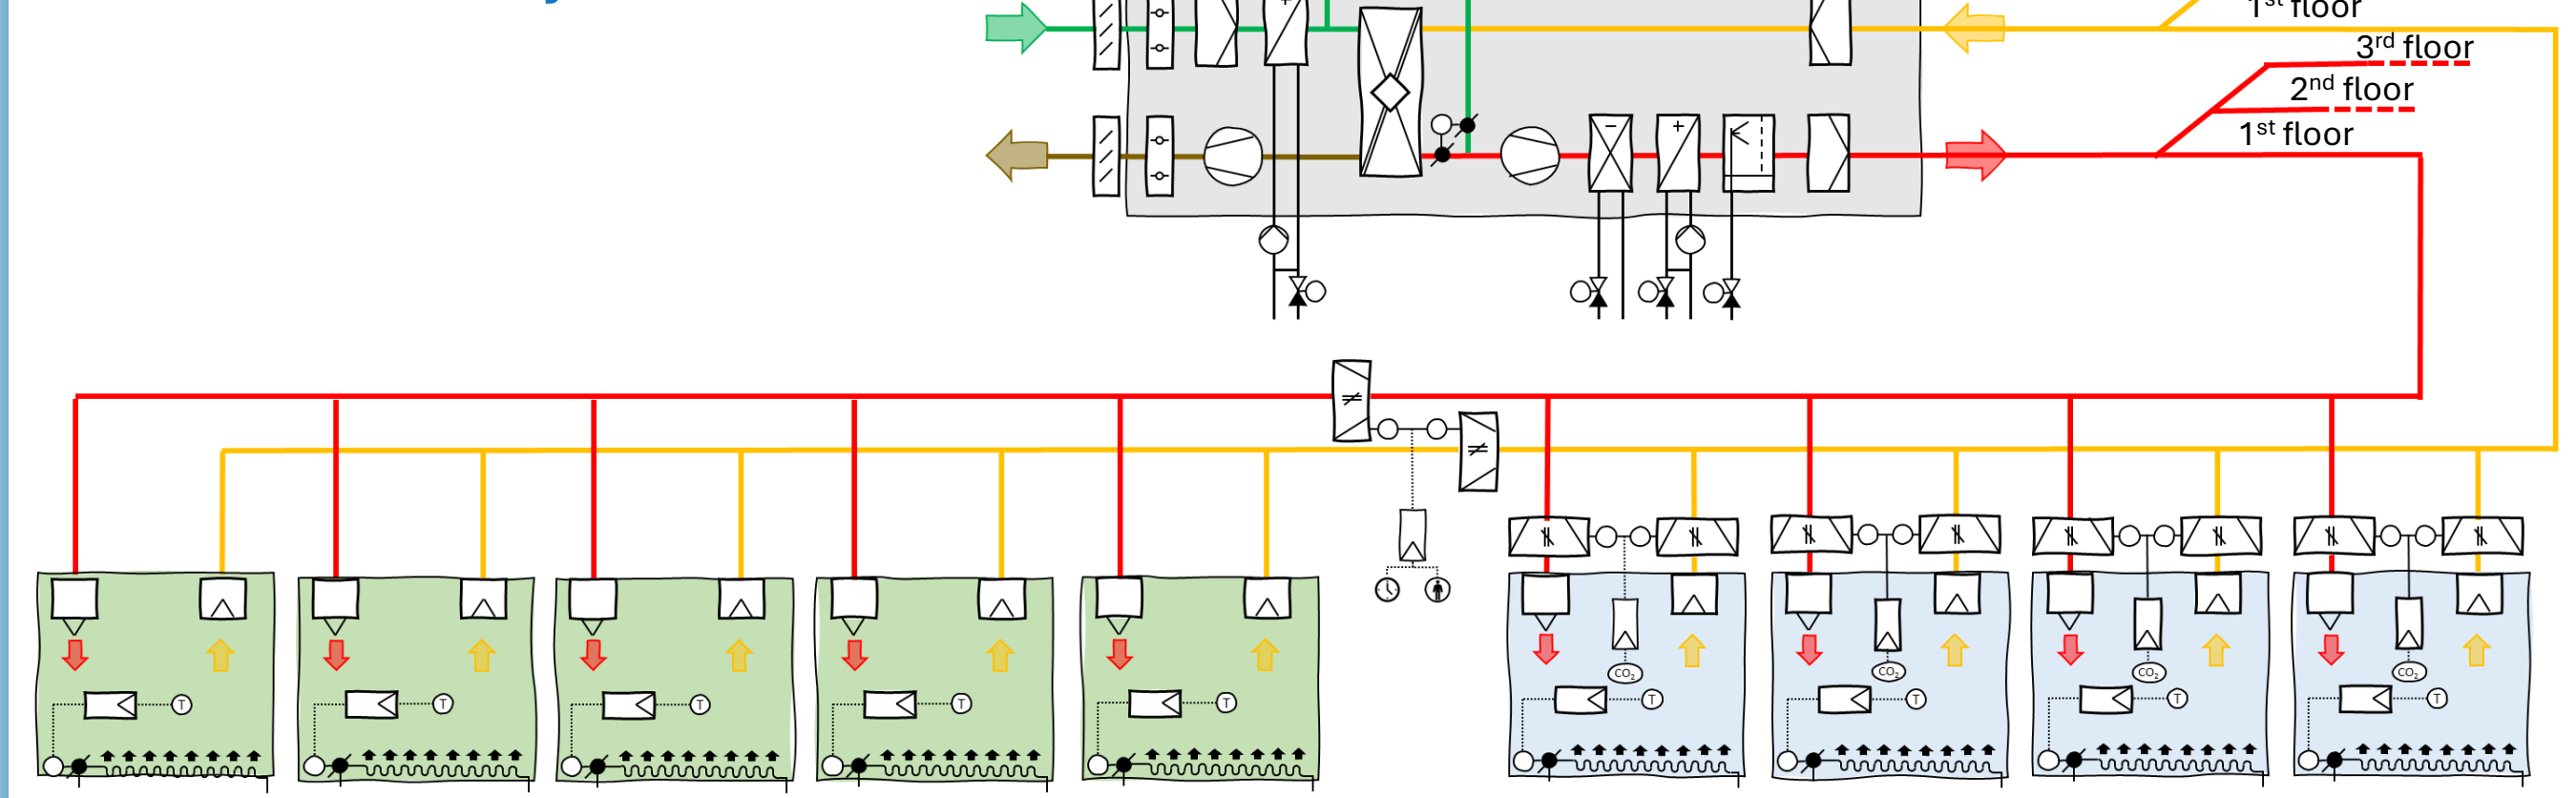 1st floor
3rd floor
2nd floor
1st floor
CO₂ CO₂ CO₂ CO₂
T T T T T T T T T